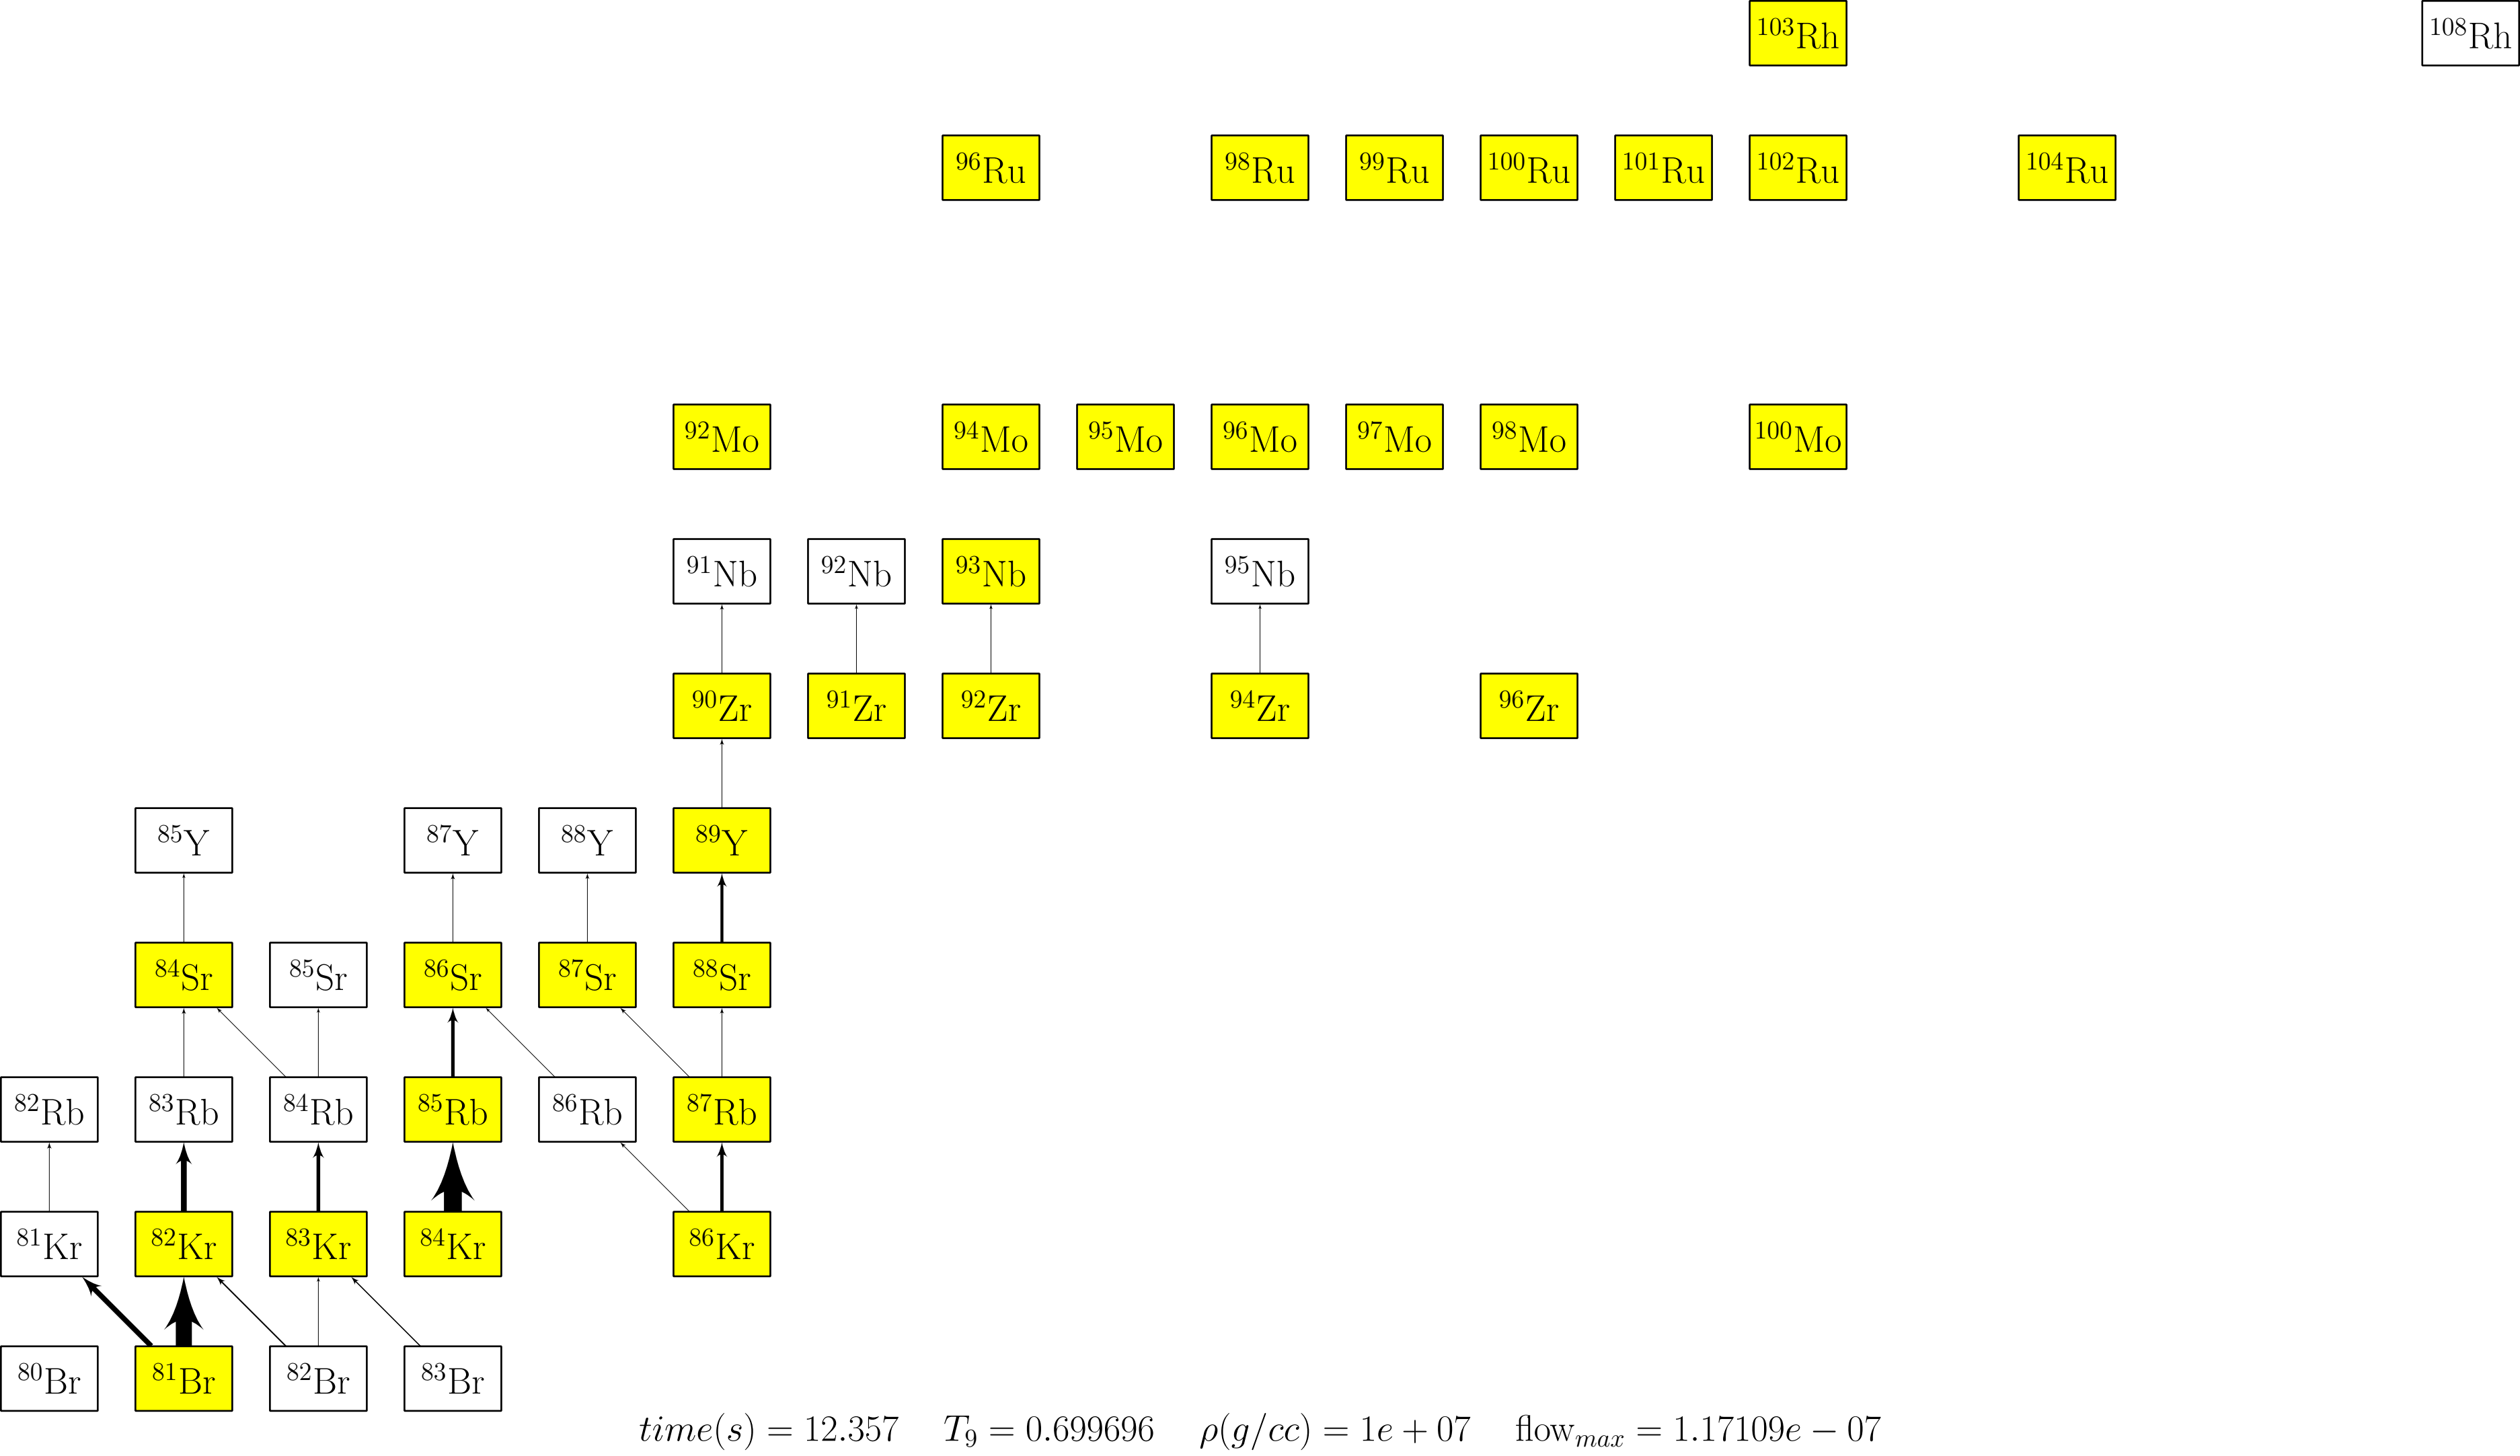 ¹⁰³Rh ¹⁰⁸Rh
⁹⁶Ru ⁹⁸Ru ⁹⁹Ru ¹⁰⁰Ru ¹⁰¹Ru ¹⁰²Ru ¹⁰⁴Ru
⁹²Mo ⁹⁴Mo ⁹⁵Mo ⁹⁶Mo ⁹⁷Mo ⁹⁸Mo ¹⁰⁰Mo
⁹¹Nb ⁹²Nb ⁹³Nb ⁹⁵Nb
⁹⁰Zr ⁹¹Zr ⁹²Zr ⁹⁴Zr ⁹⁶Zr
⁸⁵Y ⁸⁷Y ⁸⁸Y ⁸⁹Y
⁸⁴Sr ⁸⁵Sr ⁸⁶Sr ⁸⁷Sr ⁸⁸Sr
⁸²Rb ⁸³Rb ⁸⁴Rb ⁸⁵Rb ⁸⁶Rb ⁸⁷Rb
⁸¹Kr ⁸²Kr ⁸³Kr ⁸⁴Kr ⁸⁶Kr
⁸⁰Br ⁸¹Br ⁸²Br ⁸³Br
time(s) = 12.357 T₉ = 0.699696 ρ(g/cc) = 1e + 07 flow_max = 1.17109e − 07